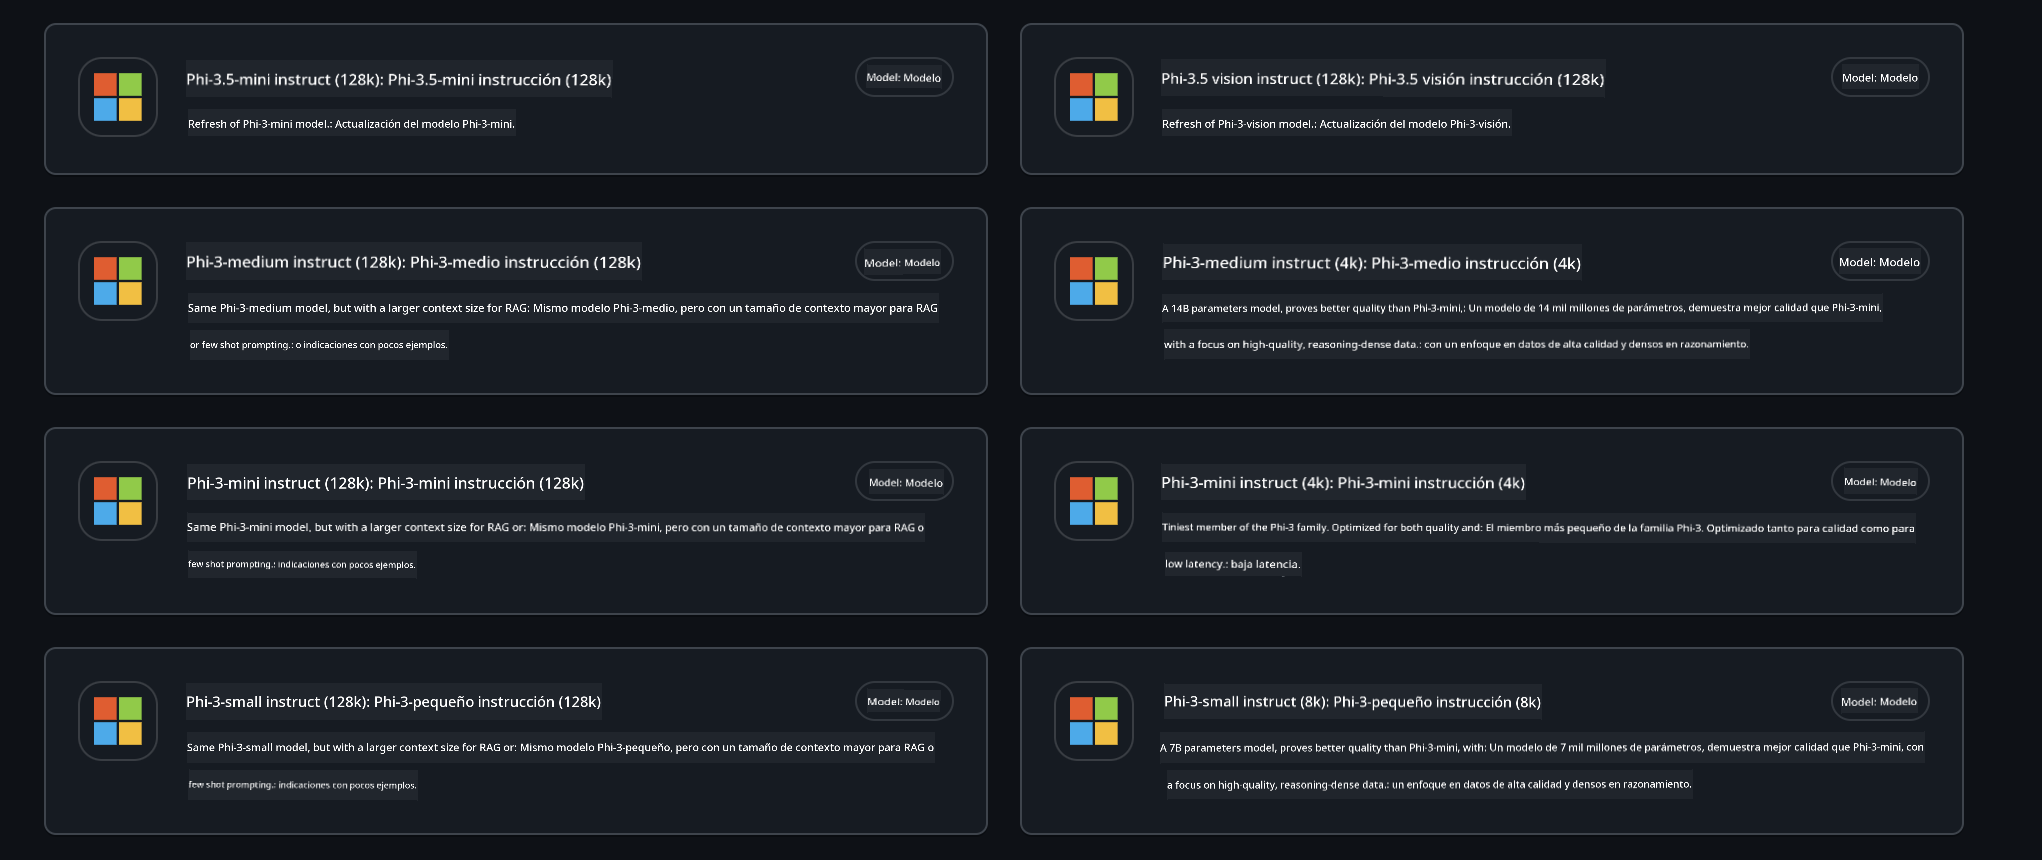 Phi-3.5-mini instruct (128k): Phi-3.5-mini instrucción (128k)
Model: Modelo
Refresh of Phi-3-mini model.: Actualización del modelo Phi-3-mini.
Phi-3.5 vision instruct (128k): Phi-3.5 visión instrucción (128k)
Model: Modelo
Refresh of Phi-3-vision model.: Actualización del modelo Phi-3-visión.
Phi-3-medium instruct (128k): Phi-3-medio instrucción (128k)
Model: Modelo
Same Phi-3-medium model, but with a larger context size for RAG: Mismo modelo Phi-3-medio, pero con un tamaño de contexto mayor para RAG
or few shot prompting.: o indicaciones con pocos ejemplos.
Phi-3-medium instruct (4k): Phi-3-medio instrucción (4k)
Model: Modelo
A 14B parameters model, proves better quality than Phi-3-mini,: Un modelo de 14 mil millones de parámetros, demuestra mejor calidad que Phi-3-mini,
with a focus on high-quality, reasoning-dense data.: con un enfoque en datos de alta calidad y densos en razonamiento.
Phi-3-mini instruct (128k): Phi-3-mini instrucción (128k)
Model: Modelo
Same Phi-3-mini model, but with a larger context size for RAG or: Mismo modelo Phi-3-mini, pero con un tamaño de contexto mayor para RAG o
few shot prompting.: indicaciones con pocos ejemplos.
Phi-3-mini instruct (4k): Phi-3-mini instrucción (4k)
Model: Modelo
Tiniest member of the Phi-3 family. Optimized for both quality and: El miembro más pequeño de la familia Phi-3. Optimizado tanto para calidad como para
low latency.: baja latencia.
Phi-3-small instruct (128k): Phi-3-pequeño instrucción (128k)
Model: Modelo
Same Phi-3-small model, but with a larger context size for RAG or: Mismo modelo Phi-3-pequeño, pero con un tamaño de contexto mayor para RAG o
few shot prompting.: indicaciones con pocos ejemplos.
Phi-3-small instruct (8k): Phi-3-pequeño instrucción (8k)
Model: Modelo
A 7B parameters model, proves better quality than Phi-3-mini, with: Un modelo de 7 mil millones de parámetros, demuestra mejor calidad que Phi-3-mini, con
a focus on high-quality, reasoning-dense data.: un enfoque en datos de alta calidad y densos en razonamiento.